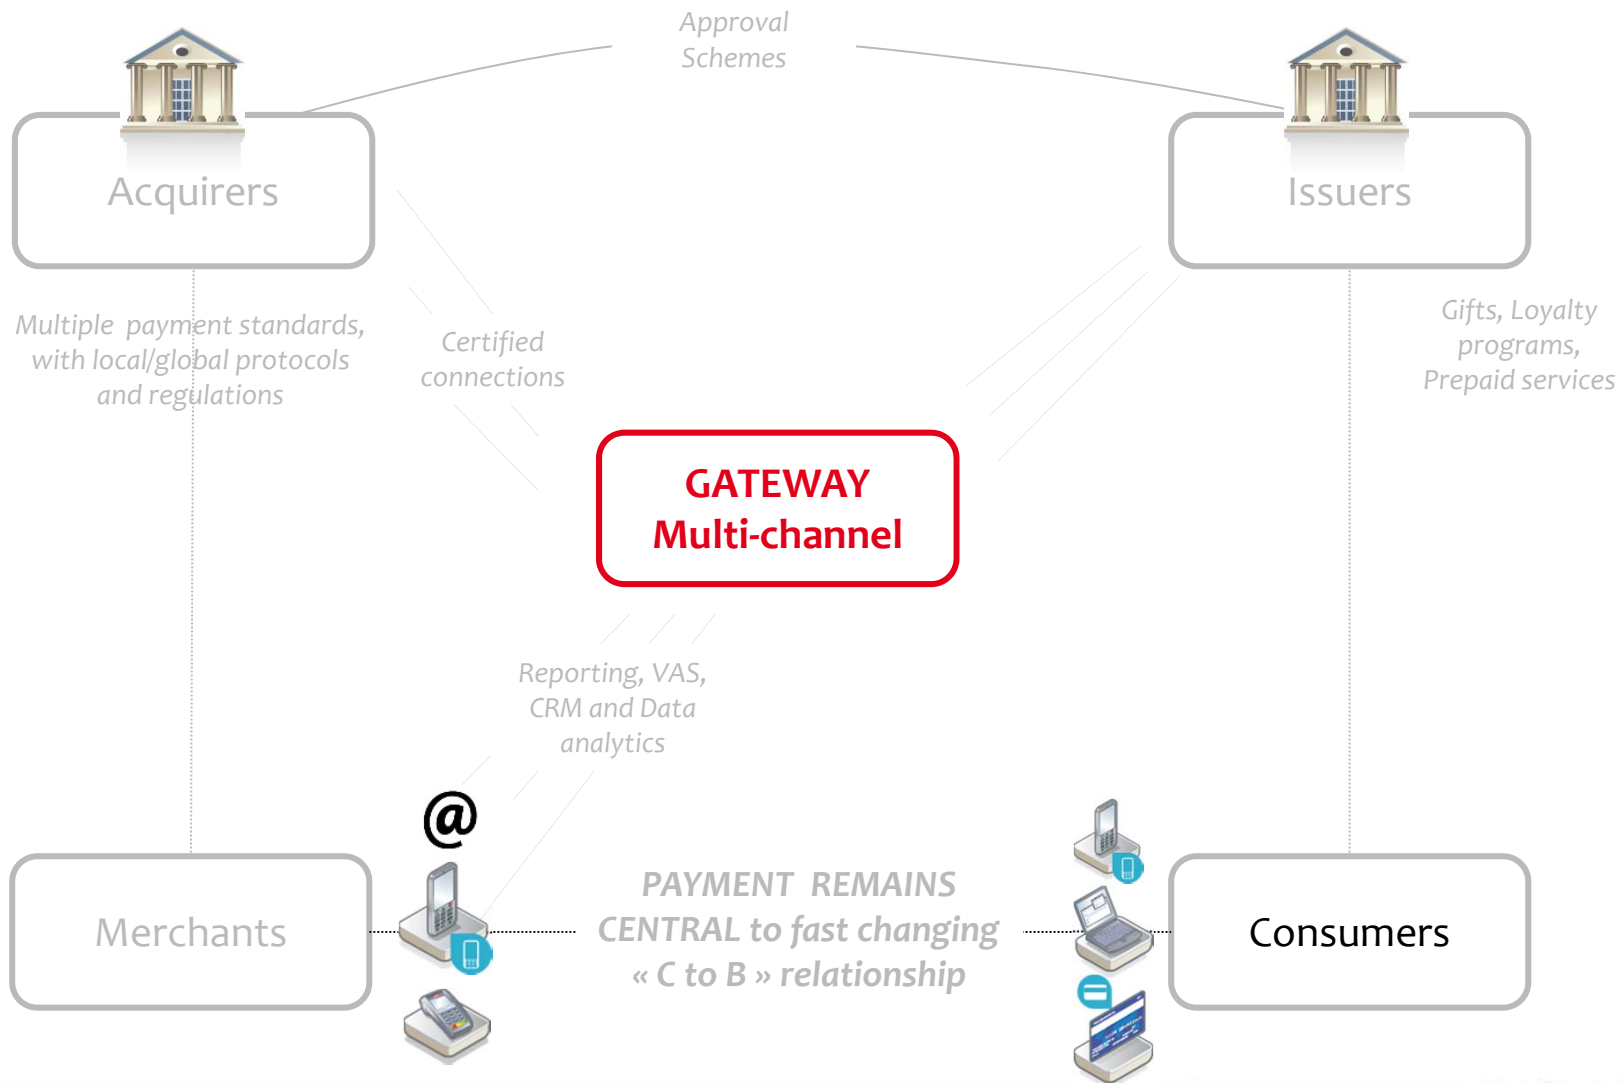 Approval
Schemes
Acquirers
Issuers
Multiple payment standards,
with local/global protocols
and regulations
Certified
connections
Gifts, Loyalty
programs,
Prepaid services
GATEWAY
Multi-channel
Reporting, VAS,
CRM and Data
analytics
@
Merchants
PAYMENT REMAINS
CENTRAL to fast changing
« C to B » relationship
Consumers